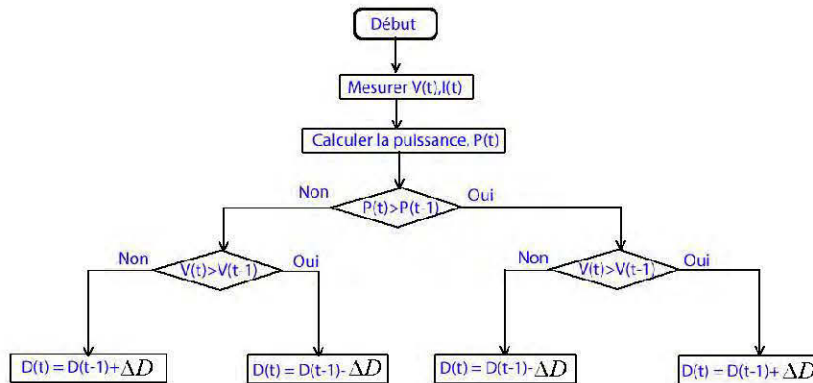 Début
Mesurer V(t),I(t)
Calculer la puissance, P(t)
Non
Oui
P(t)>P(t-1)
Non
Oui
Non
Oui
V(t)>V(t-1)
V(t)>V(t-1)
D(t) = D(t-1)+ΔD
D(t) = D(t-1)-ΔD
D(t) = D(t-1)-ΔD
D(t) = D(t-1)+ ΔD